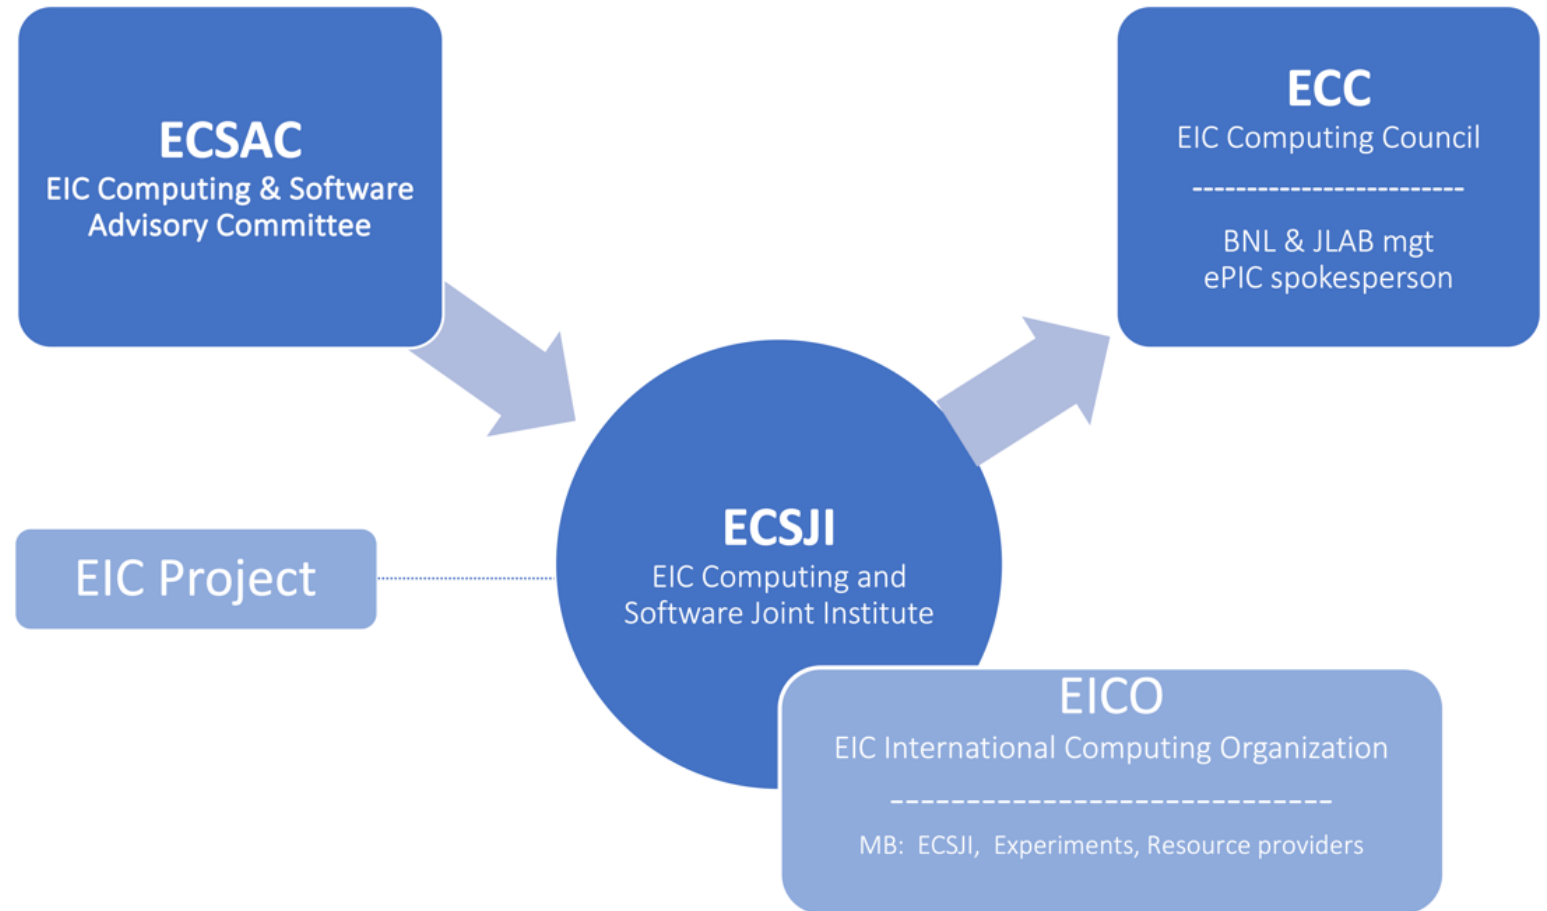 ECSAC
EIC Computing & Software
Advisory Committee
ECC
EIC Computing Council
-------------------------
BNL & JLAB mgt
ePIC spokesperson
EIC Project
ECSJI
EIC Computing and
Software Joint Institute
EICO
EIC International Computing Organization
-----------------------------
MB:  ECSJI,  Experiments, Resource providers